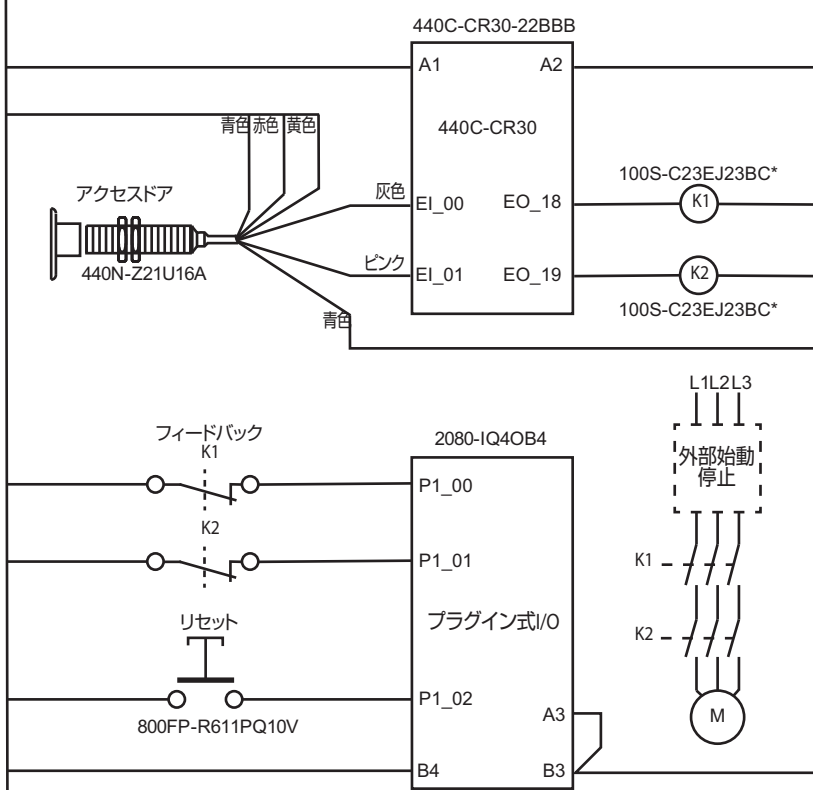 440C-CR30-22BBB
A1
A2
440C-CR30
青色
赤色
黄色
アクセスドア
灰色
EI_00
EO_18
100S-C23EJ23BC*
K1
440N-Z21U16A
ピンク
EI_01
EO_19
K2
100S-C23EJ23BC*
青色
L1L2L3
外部始動
停止
フィードバック
K1
2080-IQ4OB4
P1_00
K2
P1_01
K1
プラグイン式I/O
K2
リセット
P1_02
800FP-R611PQ10V
A3
M
B4
B3